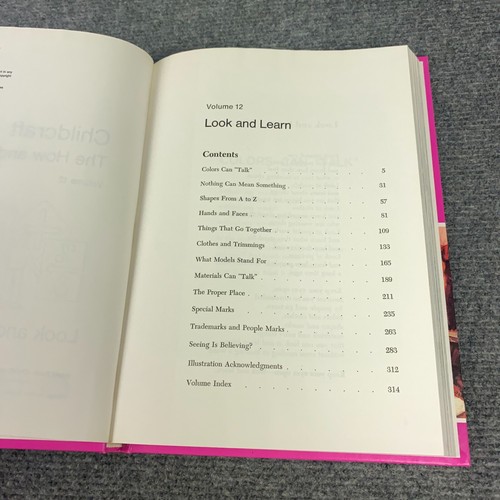 Volume 12
Look and Learn
Contents
Colors Can "Talk" . . . . . . . 5
Nothing Can Mean Something . . . . . . 31
Shapes From A to Z . . . . . . 57
Hands and Faces . . . . . . . 81
Things That Go Together . . . . . . 109
Clothes and Trimmings . . . . . . 133
What Models Stand For . . . . . . 165
Materials Can "Talk" . . . . . . . 189
The Proper Place . . . . . . . 211
Special Marks . . . . . . . 235
Trademarks and People Marks . . . . . 263
Seeing Is Believing? . . . . . . . 283
Illustration Acknowledgments . . . . . . 312
Volume Index . . . . . . . 314